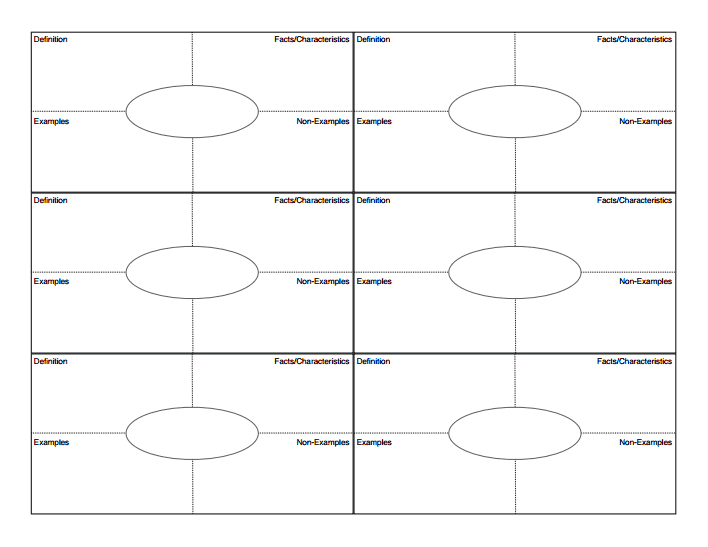 Definition Facts/Characteristics Definition Facts/Characteristics
Examples Non-Examples Examples Non-Examples
Definition Facts/Characteristics Definition Facts/Characteristics
Examples Non-Examples Examples Non-Examples
Definition Facts/Characteristics Definition Facts/Characteristics
Examples Non-Examples Examples Non-Examples